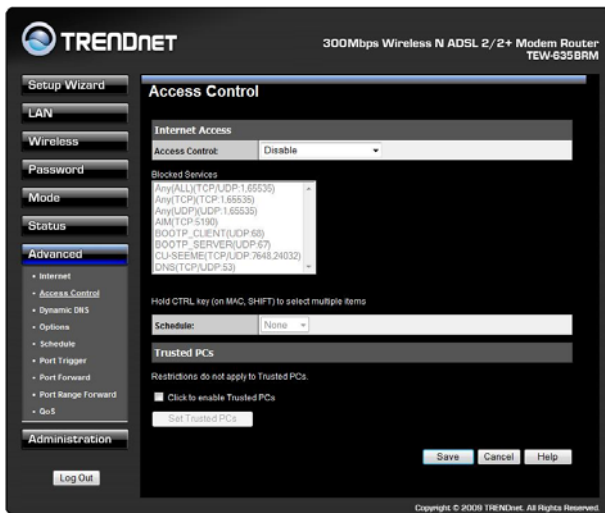 TRENDNET
300Mbps Wireless N ADSL 2/2+ Modem Router
TEW-635BRM
Setup Wizard
LAN
Wireless
Password
Mode
Status
Advanced
• Internet
• Access Control
• Dynamic DNS
• Options
• Schedule
• Port Trigger
• Port Forward
• Port Range Forward
• QoS
Administration
Log Out
Access Control
Internet Access
Access Control: Disable
Blocked Services
Any(ALL)(TCP/UDP:1,65535)
Any(TCP)(TCP:1,65535)
Any(UDP)(UDP:1,65535)
AIM(TCP:5190)
BOOTP_CLIENT(UDP:68)
BOOTP_SERVER(UDP:67)
CU-SEEME(TCP/UDP:7648,24032)
DNS(TCP/UDP:53)
Hold CTRL key (on MAC, SHIFT) to select multiple items
Schedule: None
Trusted PCs
Restrictions do not apply to Trusted PCs.
Click to enable Trusted PCs
Set Trusted PCs
Save Cancel Help
Copyright © 2009 TRENDnet. All Rights Reserved.